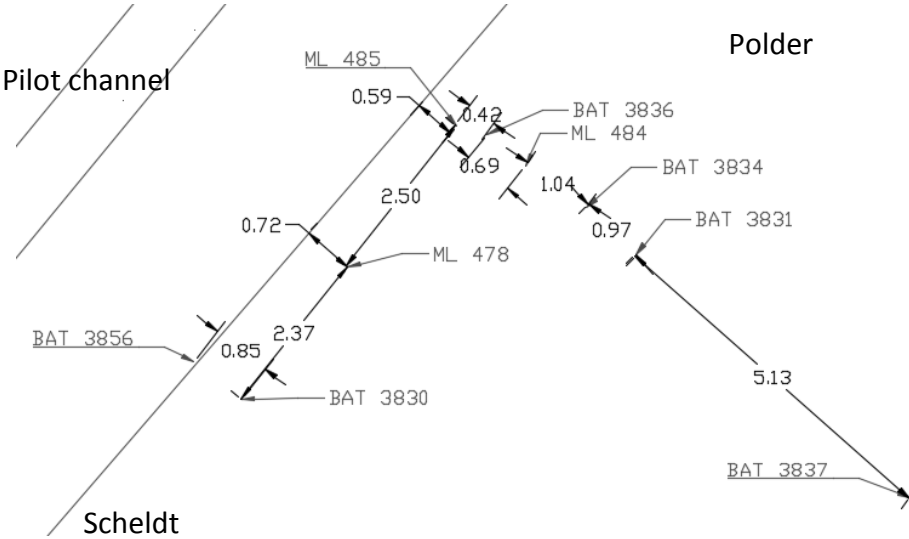 Polder
ML 485
Pilot channel
0.59
0.42
BAT 3836
ML 484
0.69
BAT 3834
1.04
2.50
BAT 3831
0.72
0.97
ML 478
2.37
BAT 3856
0.85
5.13
BAT 3830
BAT 3837
Scheldt